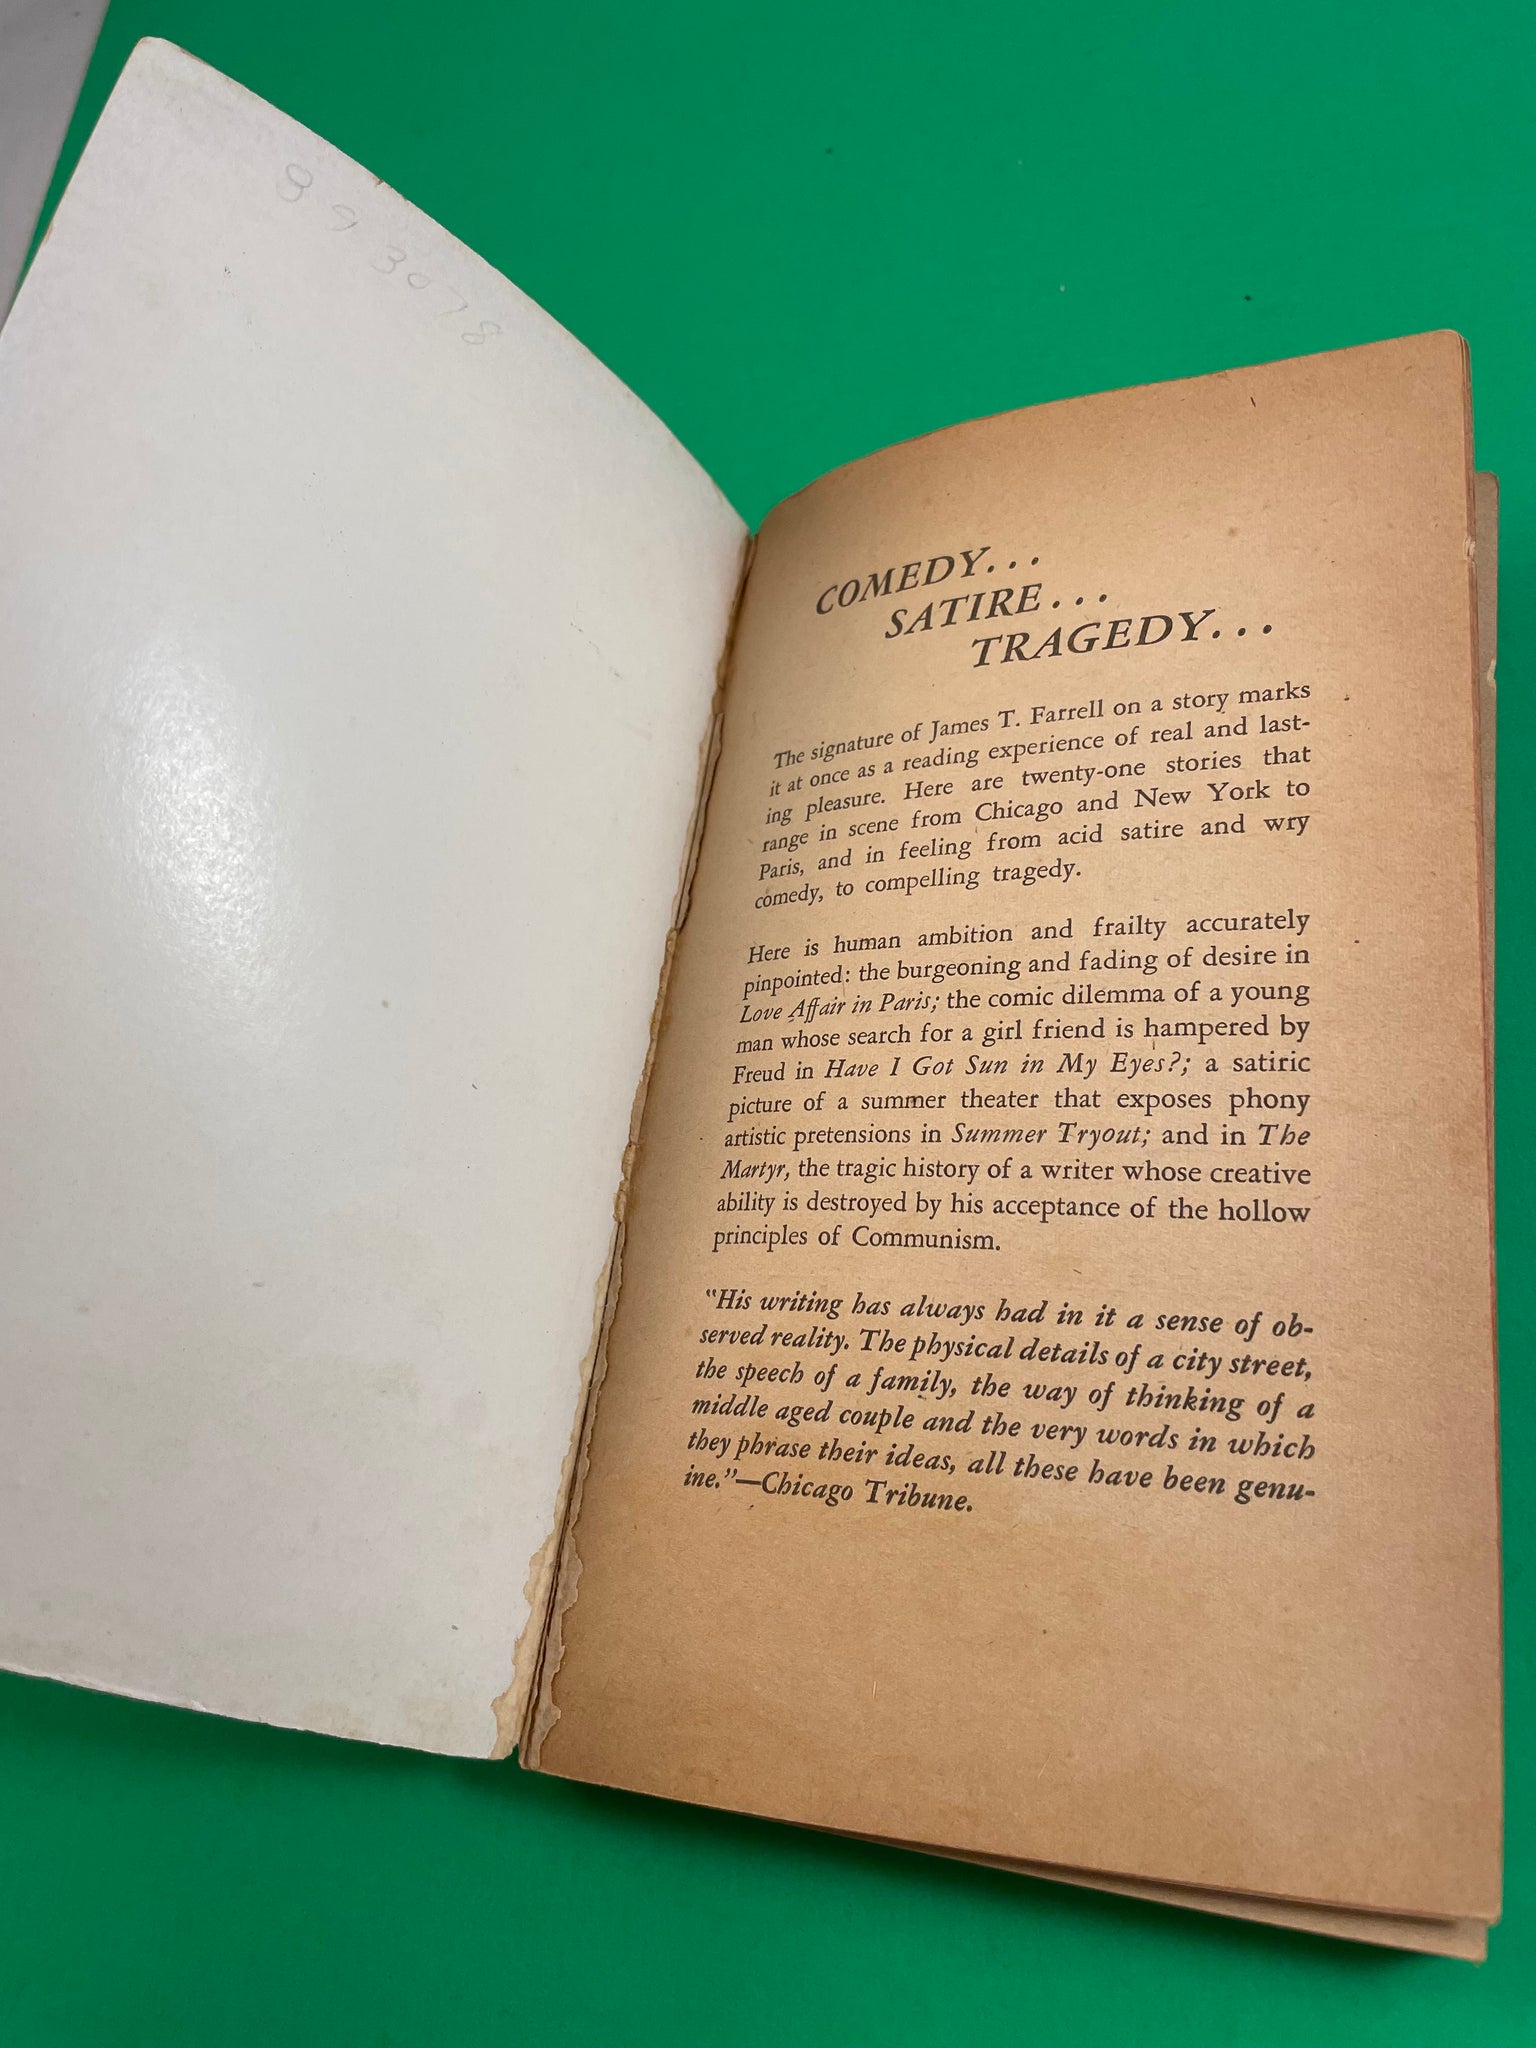 893078
COMEDY...
SATIRE...
TRAGEDY...
The signature of James T. Farrell on a story marks
it at once as a reading experience of real and last-
ing pleasure. Here are twenty-one stories that
range in scene from Chicago and New York to
Paris, and in feeling from acid satire and wry
comedy, to compelling tragedy.
Here is human ambition and frailty accurately
pinpointed: the burgeoning and fading of desire in
Love Affair in Paris; the comic dilemma of a young
man whose search for a girl friend is hampered by
Freud in Have I Got Sun in My Eyes?; a satiric
picture of a summer theater that exposes phony
artistic pretensions in Summer Tryout; and in The
Martyr, the tragic history of a writer whose creative
ability is destroyed by his acceptance of the hollow
principles of Communism.
"His writing has always had in it a sense of ob-
served reality. The physical details of a city street,
the speech of a family, the way of thinking of a
middle aged couple and the very words in which
they phrase their ideas, all these have been genu-
ine."—Chicago Tribune.